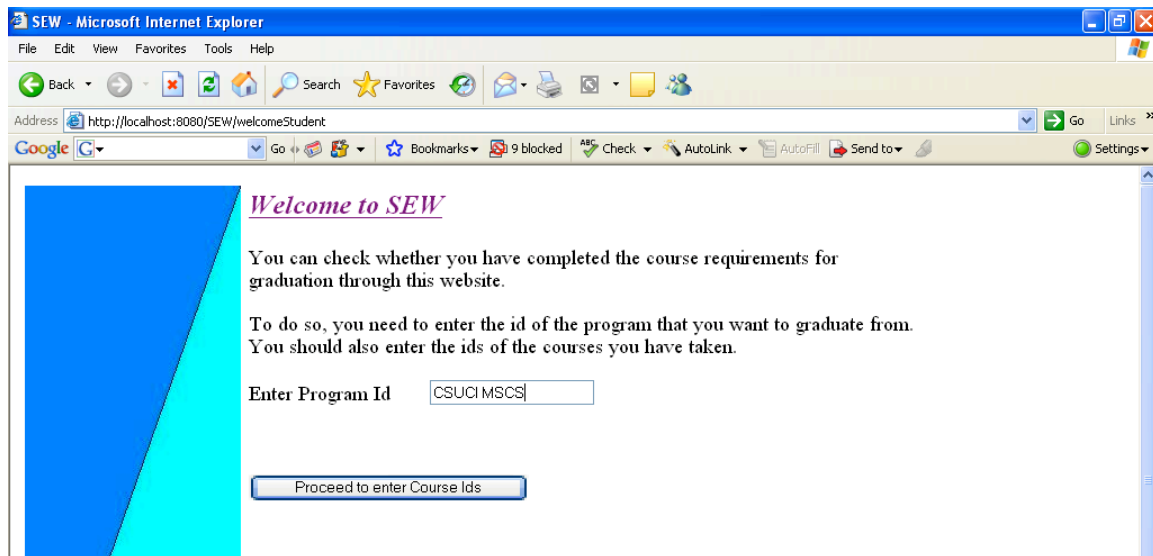 SEW - Microsoft Internet Explorer
File Edit View Favorites Tools Help
Back Search Favorites
Address http://localhost:8080/SEW/welcomeStudent Go Links »
Google G Go Bookmarks 9 blocked ABC Check AutoLink AutoFill Send to Settings
Welcome to SEW
You can check whether you have completed the course requirements for
graduation through this website.
To do so, you need to enter the id of the program that you want to graduate from.
You should also enter the ids of the courses you have taken.
Enter Program Id CSUCI MSCS
Proceed to enter Course Ids